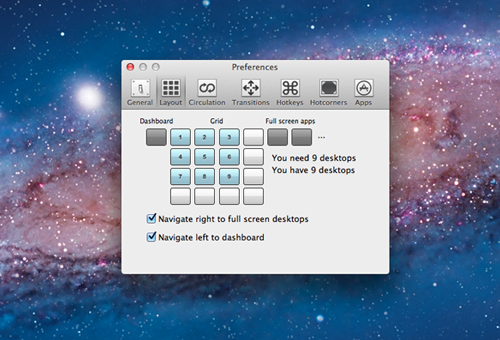 Preferences
General Layout Circulation Transitions Hotkeys Hotcorners Apps
Dashboard Grid Full screen apps
1 2 3 ...
4 5 6 You need 9 desktops
You have 9 desktops
7 8 9
Navigate right to full screen desktops
Navigate left to dashboard